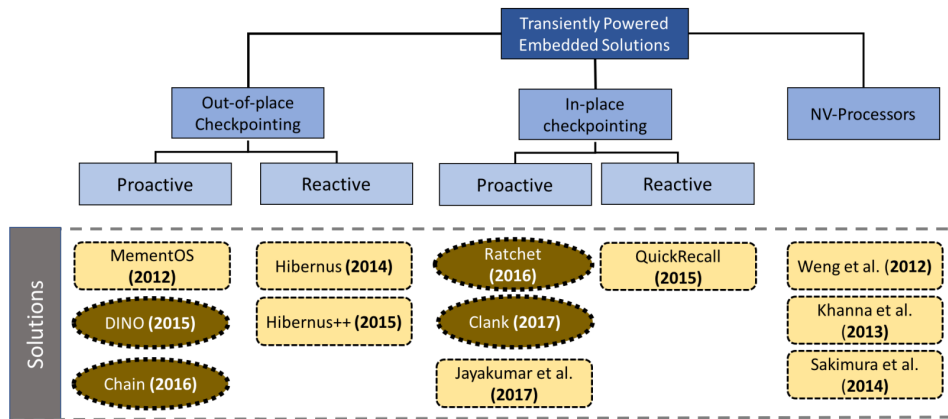 Transiently Powered
Embedded Solutions
Out-of-place
Checkpointing
In-place
checkpointing
NV-Processors
Proactive
Reactive
Proactive
Reactive
Solutions
MementOS
(2012)
DINO (2015)
Chain (2016)
Hibernus (2014)
Hibernus++ (2015)
Ratchet
(2016)
Clank (2017)
Jayakumar et al.
(2017)
QuickRecall
(2015)
Weng et al. (2012)
Khanna et al.
(2013)
Sakimura et al.
(2014)